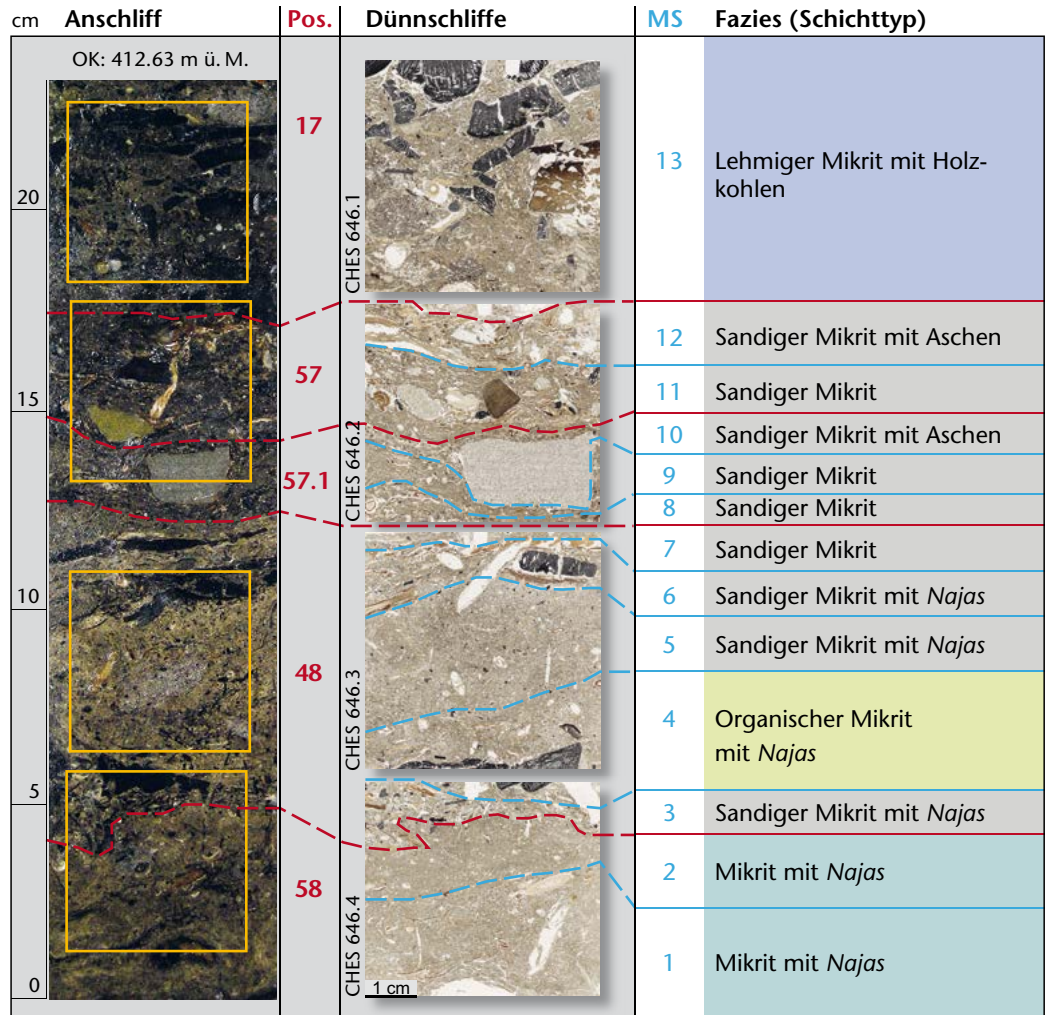 cm Anschliff Pos. Dünnschliffe MS Fazies (Schichttyp)
OK: 412.63 m ü. M.
20
15
10
5
0
17
57
57.1
48
58
CHES 646.1
CHES 646.2
CHES 646.3
CHES 646.4
1 cm
13 Lehmiger Mikrit mit Holz-
kohlen
12 Sandiger Mikrit mit Aschen
11 Sandiger Mikrit
10 Sandiger Mikrit mit Aschen
9 Sandiger Mikrit
8 Sandiger Mikrit
7 Sandiger Mikrit
6 Sandiger Mikrit mit Najas
5 Sandiger Mikrit mit Najas
4 Organischer Mikrit
mit Najas
3 Sandiger Mikrit mit Najas
2 Mikrit mit Najas
1 Mikrit mit Najas